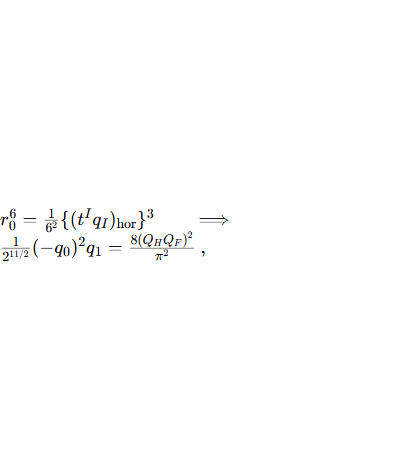 $r_0^6 = \frac{1}{6^2}\{(t^I q_I)_{\text{hor}}\}^3 \implies$
$\frac{1}{2^{11/2}}(-q_0)^2 q_1 = \frac{8(Q_H Q_F)^2}{\pi^2}\ ,$